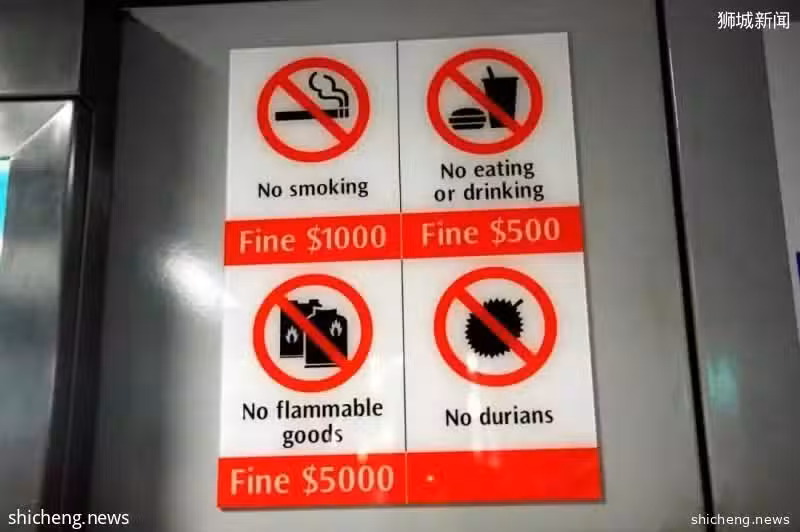 狮城新闻
No smoking
No eating
or drinking
Fine $1000
Fine $500
No flammable
goods
No durians
Fine $5000
shicheng.news
shicheng.news